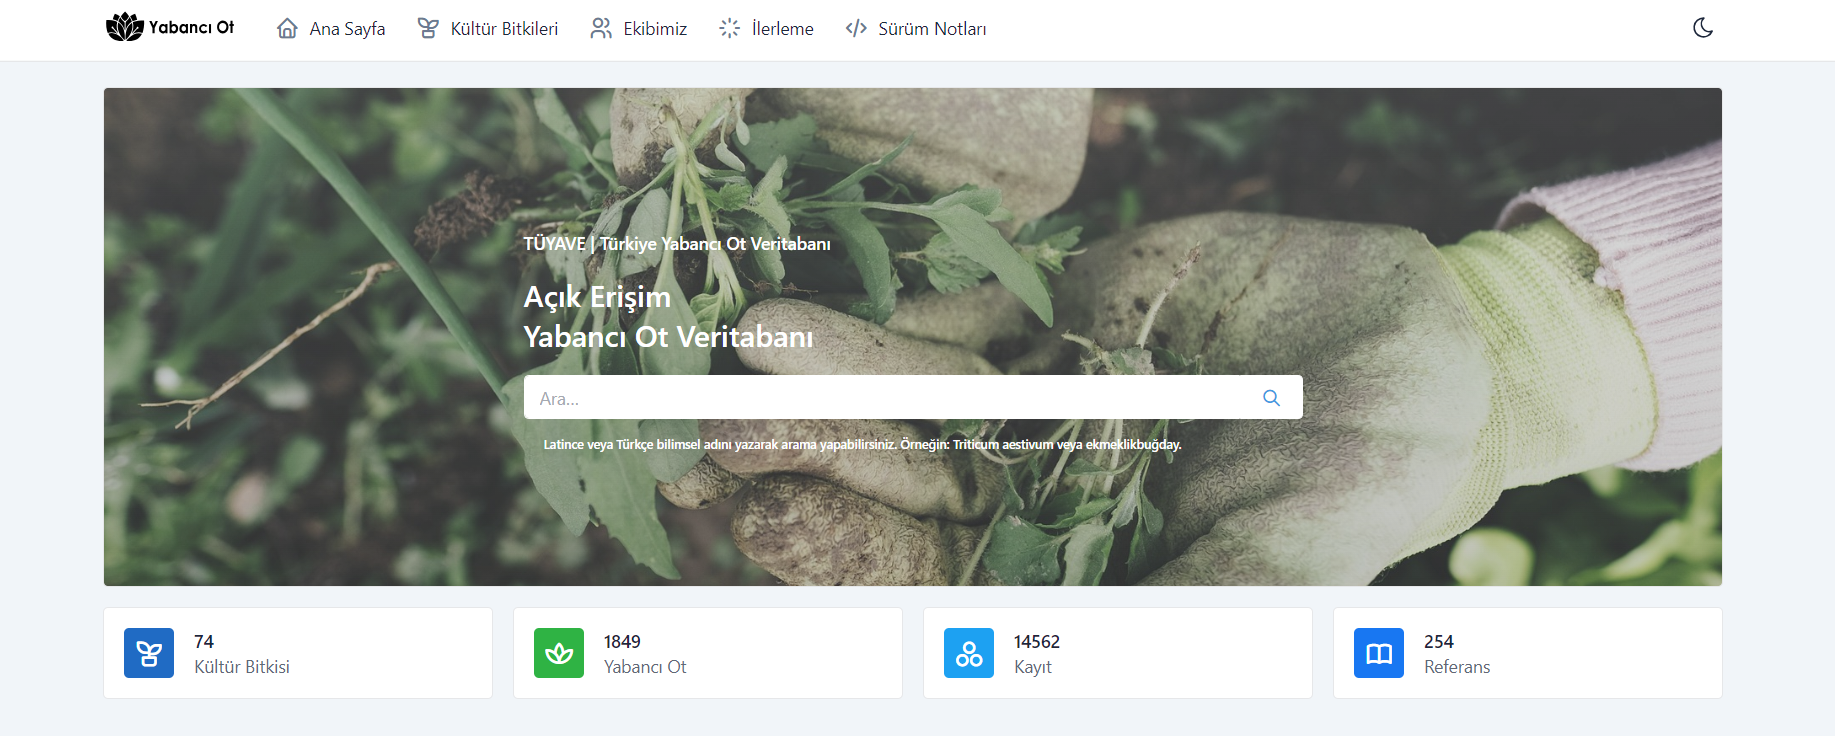 Yabancı Ot
Ana Sayfa
Kültür Bitkileri
Ekibimiz
İlerleme
Sürüm Notları
TÜYAVE | Türkiye Yabancı Ot Veritabanı
Açık Erişim
Yabancı Ot Veritabanı
Ara...
Latince veya Türkçe bilimsel adını yazarak arama yapabilirsiniz. Örneğin: Triticum aestivum veya ekmeklikbuğday.
74
Kültür Bitkisi
1849
Yabancı Ot
14562
Kayıt
254
Referans